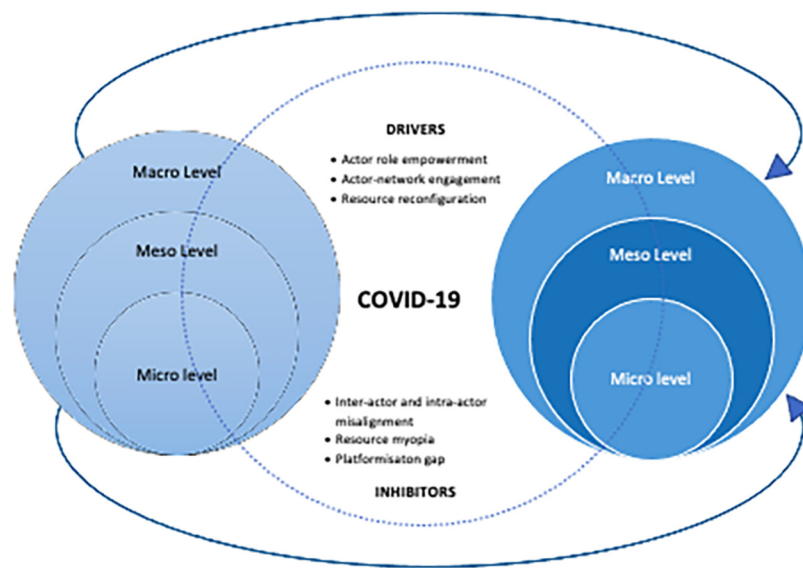 DRIVERS
• Actor role empowerment
• Actor-network engagement
• Resource reconfiguration
Macro Level
Meso Level
Micro level
COVID-19
Macro Level
Meso Level
Micro level
• Inter-actor and intra-actor
misalignment
• Resource myopia
• Platformisaton gap
INHIBITORS